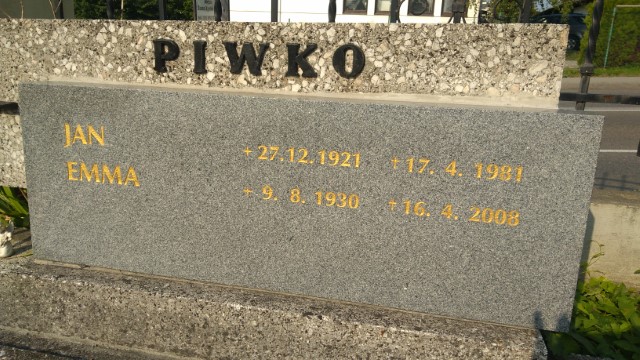 PIWKO
JAN + 27.12.1921 + 17. 4. 1981
EMMA + 9. 8. 1930 + 16. 4. 2008